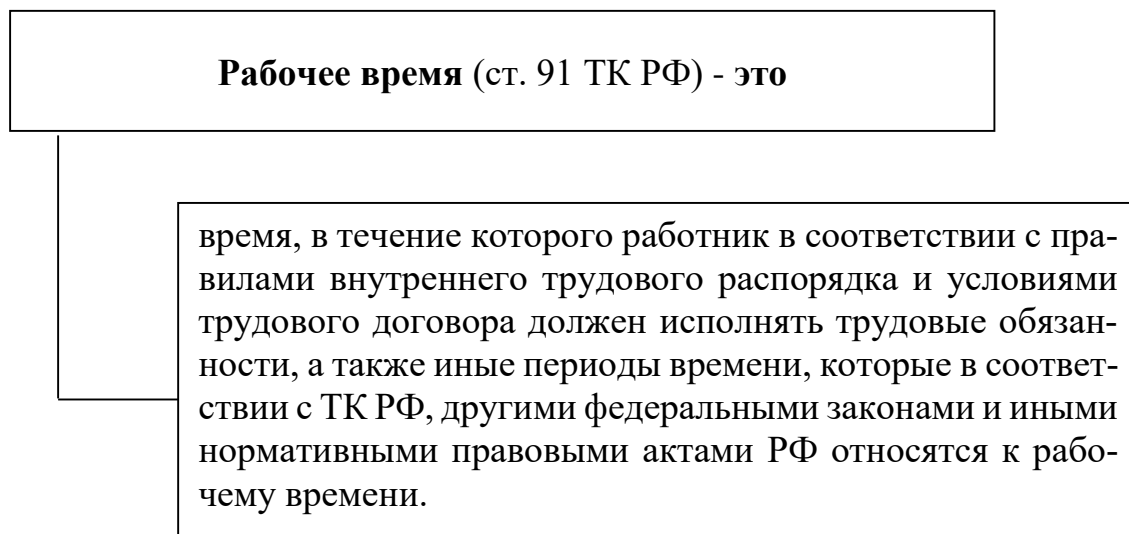 Рабочее время (ст. 91 ТК РФ) - это
время, в течение которого работник в соответствии с пра-
вилами внутреннего трудового распорядка и условиями
трудового договора должен исполнять трудовые обязан-
ности, а также иные периоды времени, которые в соответ-
ствии с ТК РФ, другими федеральными законами и иными
нормативными правовыми актами РФ относятся к рабо-
чему времени.